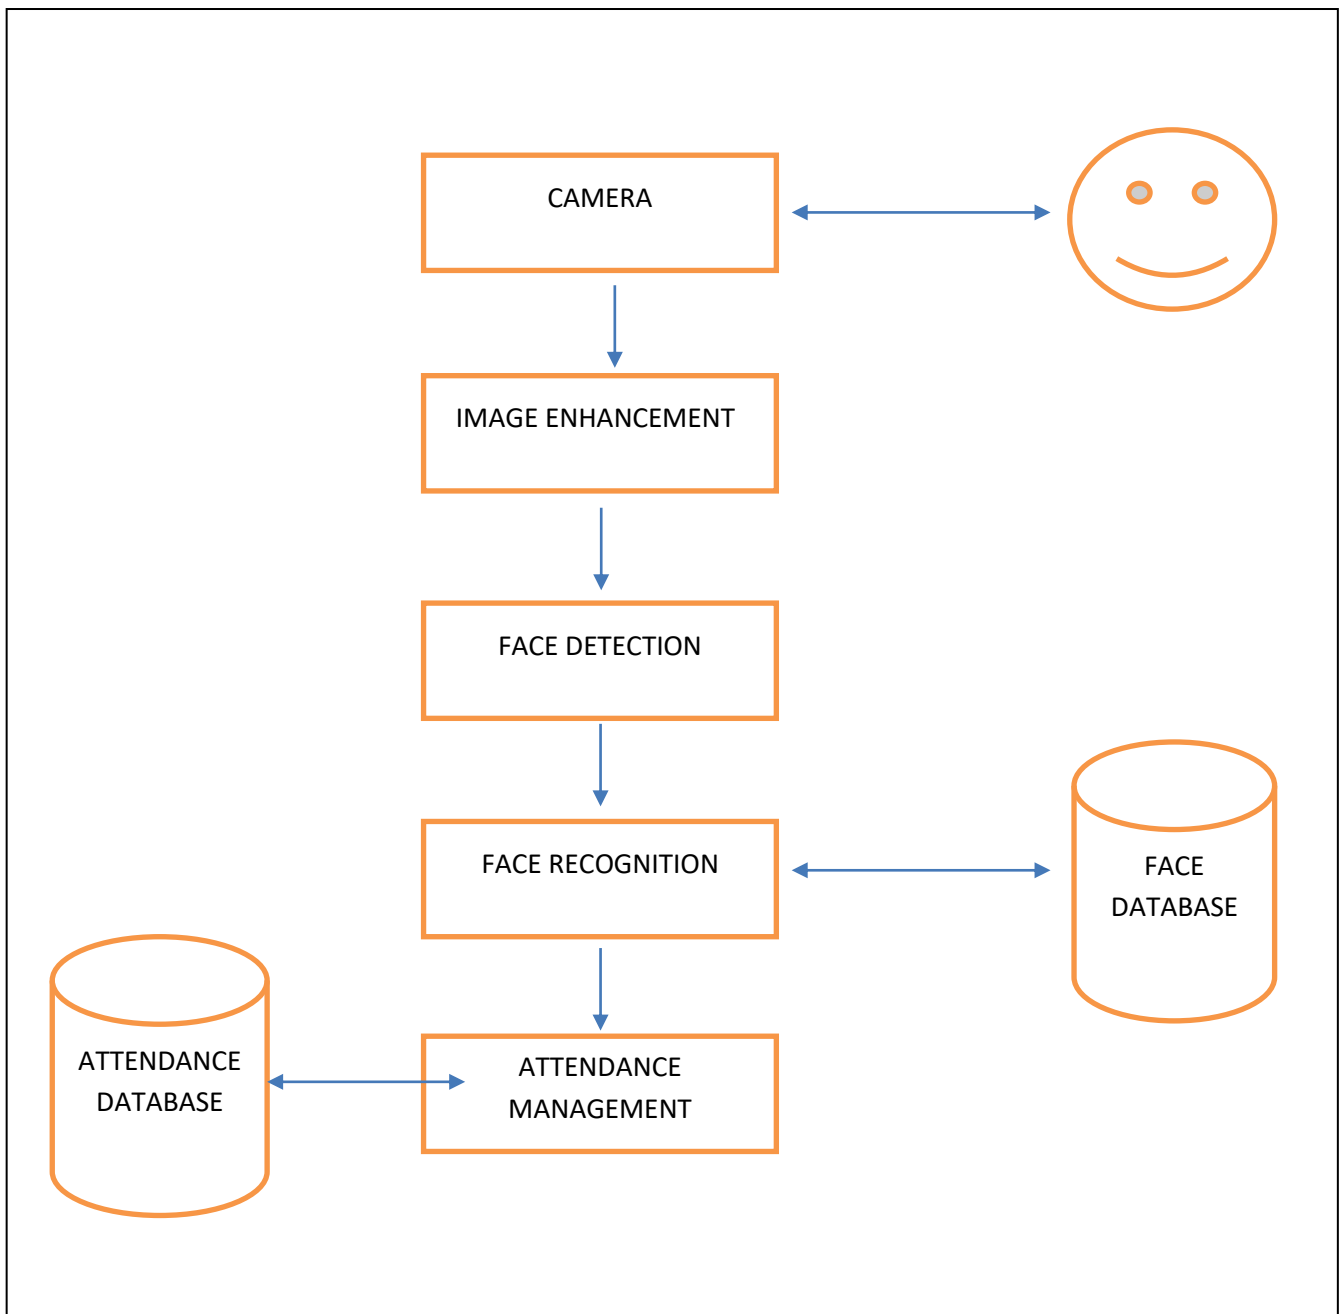 CAMERA
IMAGE ENHANCEMENT
FACE DETECTION
FACE RECOGNITION
FACE
DATABASE
ATTENDANCE
DATABASE
ATTENDANCE
MANAGEMENT